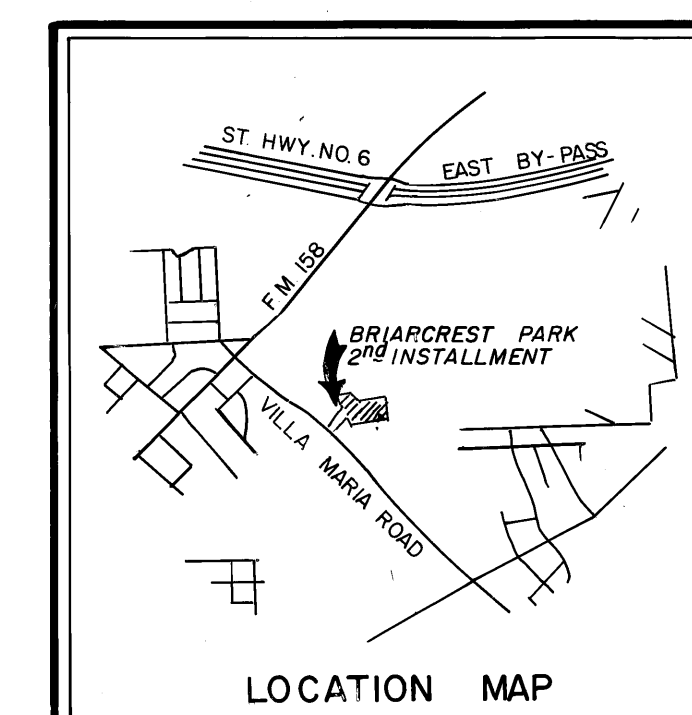 ST. HWY. NO. 6
EAST BY-PASS
F. M. 158
BRIARCREST PARK
2nd INSTALLMENT
VILLA MARIA ROAD
LOCATION MAP